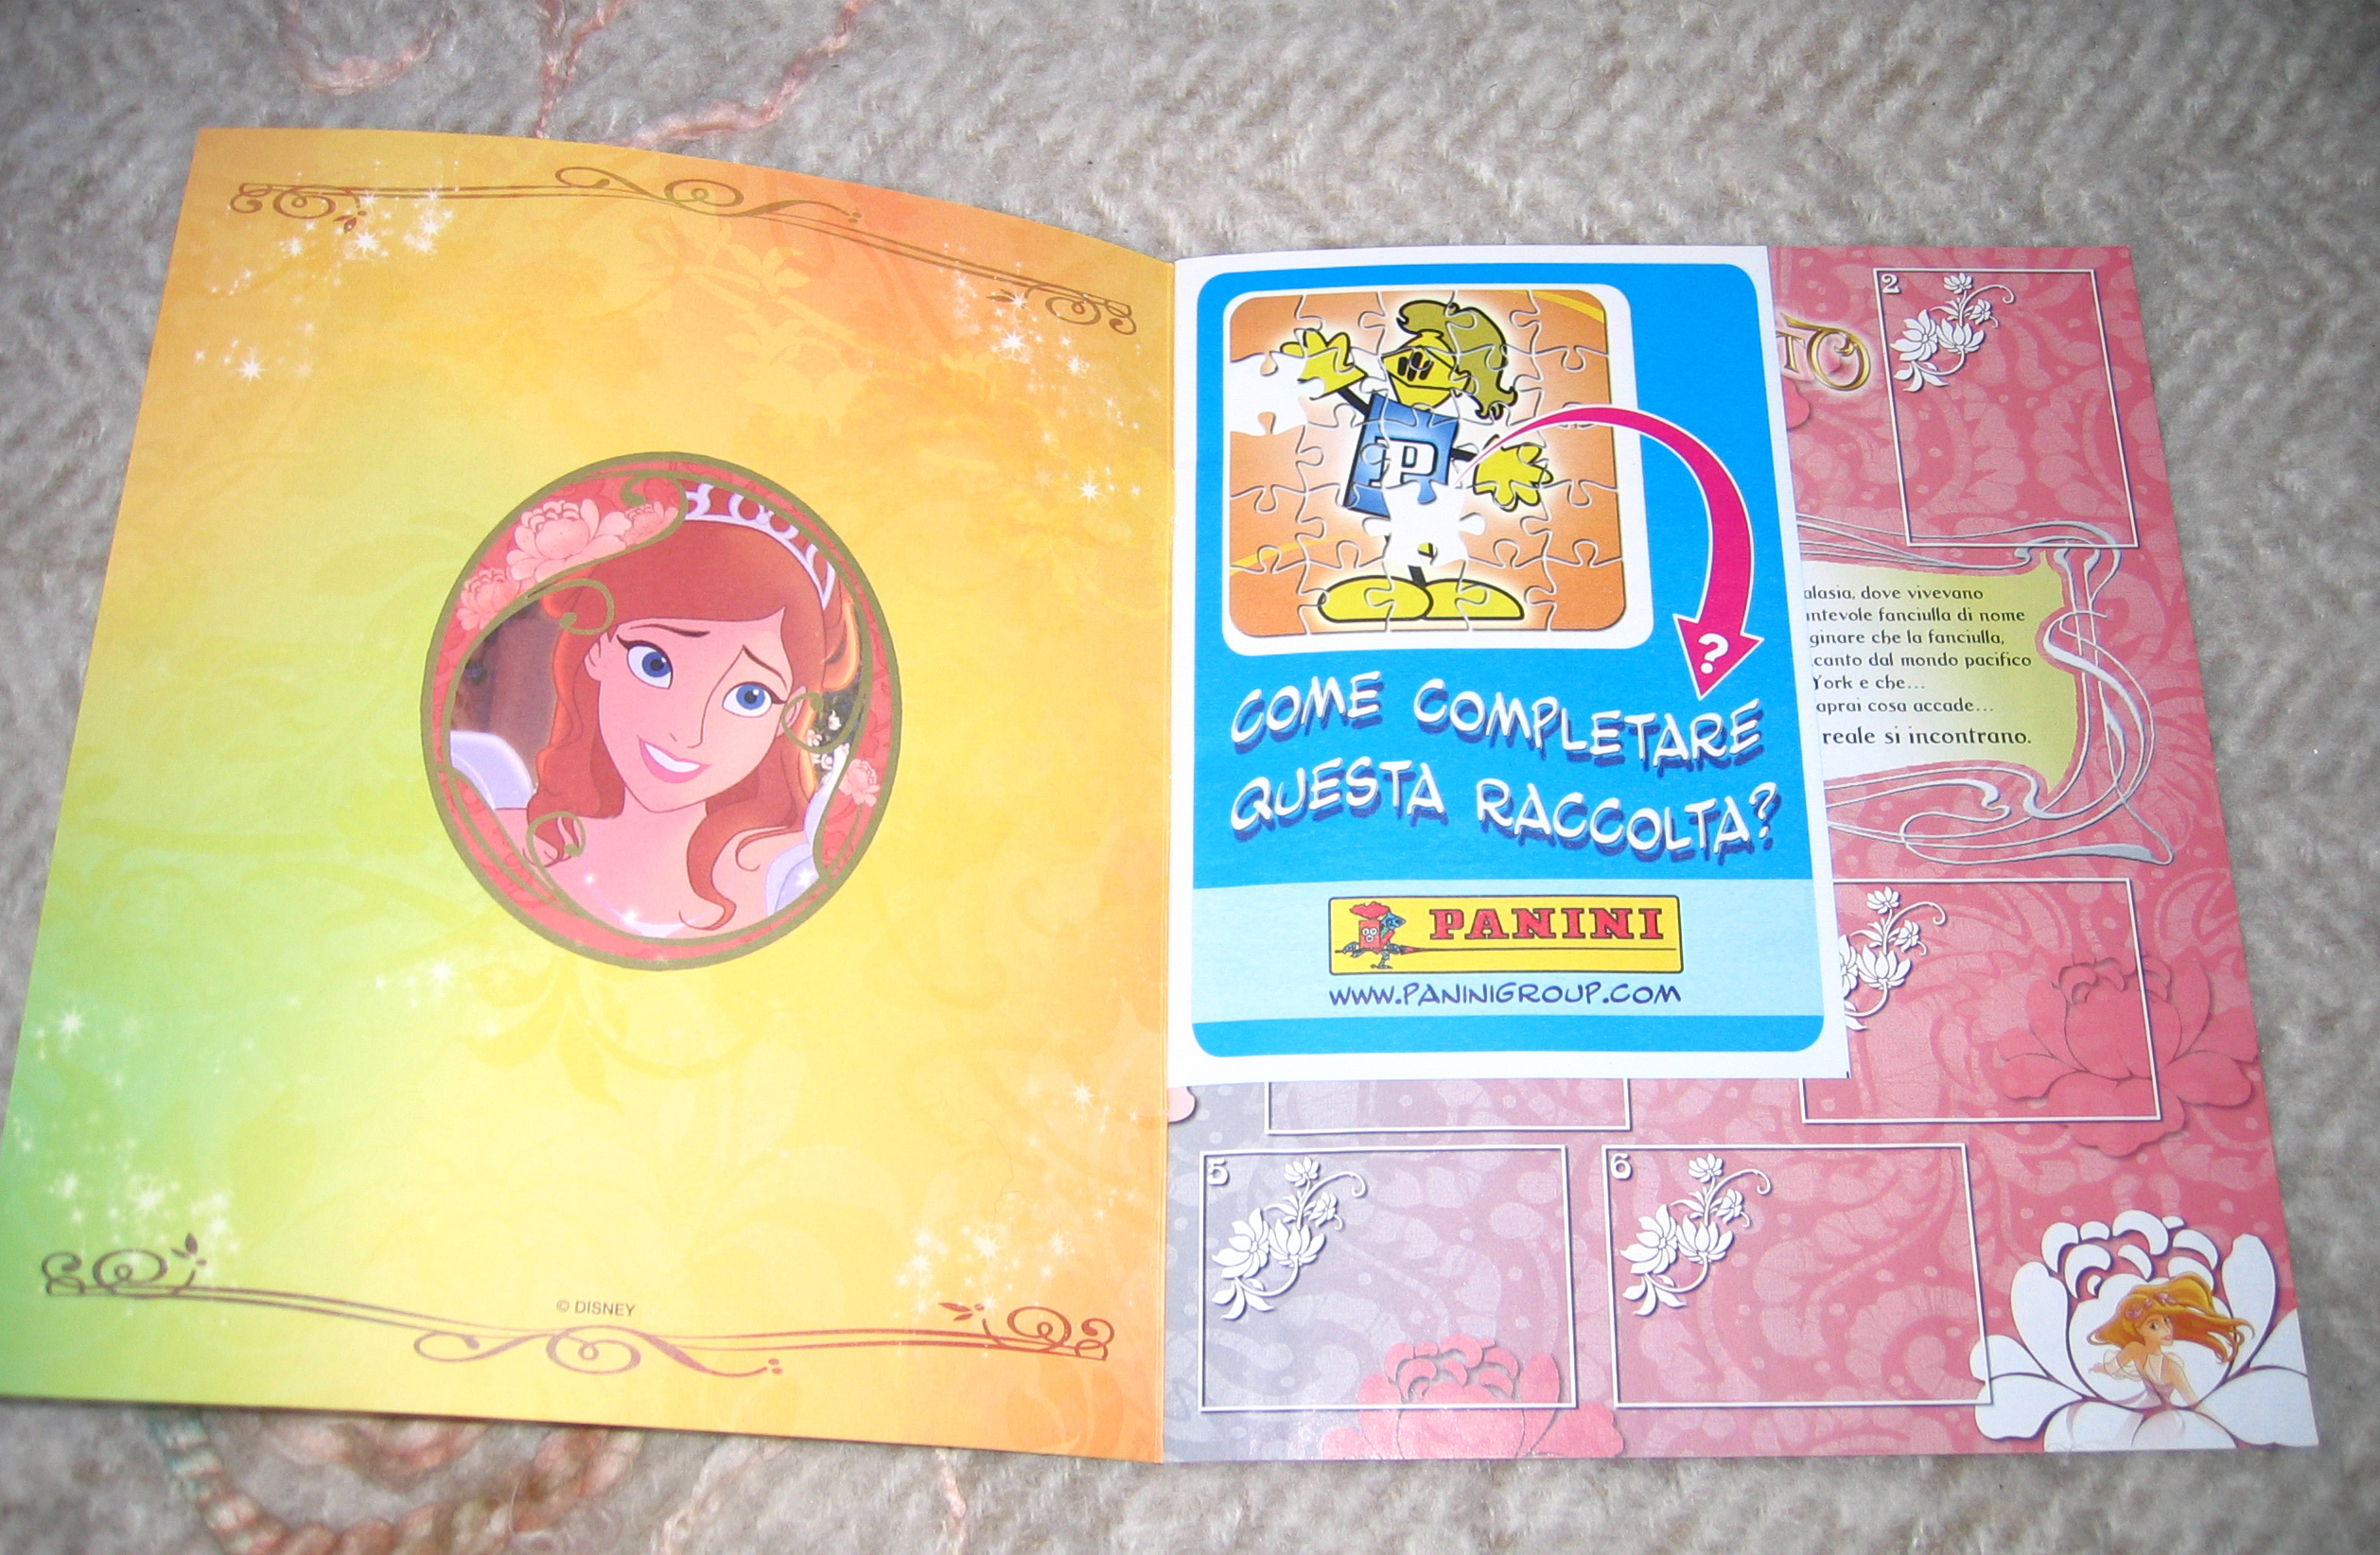 © DISNEY
P
?
COME COMPLETARE
QUESTA RACCOLTA?
PANINI
WWW.PANINIGROUP.COM
TO
2
alasia, dove vivevano
ntevole fanciulla di nome
ginare che la fanciulla,
canto dal mondo pacifico
York e che...
aprai cosa accade...
reale si incontrano.
5
6